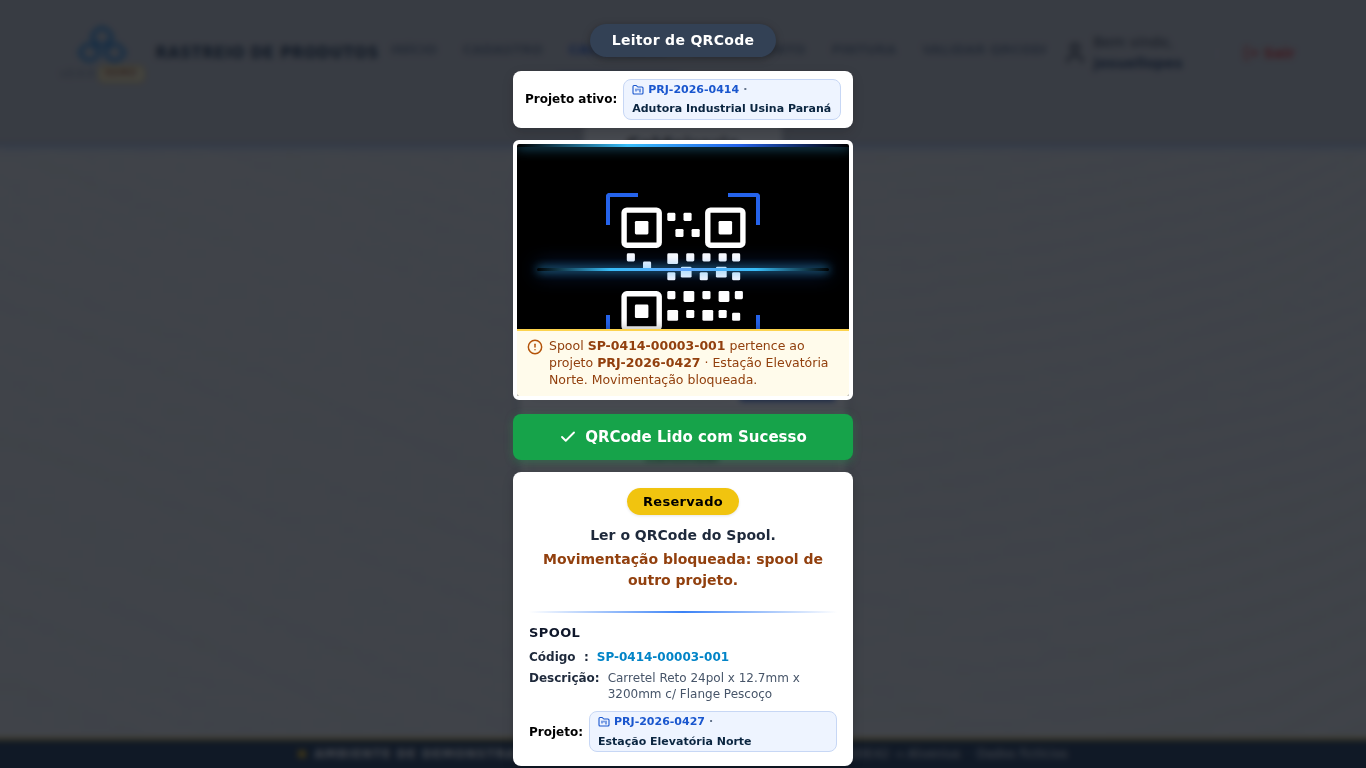 Leitor de QRCode
RASTREIO DE PRODUTOS
Projeto ativo:
PRJ-2026-0414 ·
Adutora Industrial Usina Paraná
Spool SP-0414-00003-001 pertence ao
projeto PRJ-2026-0427 · Estação Elevatória
Norte. Movimentação bloqueada.
QRCode Lido com Sucesso
Reservado
Ler o QRCode do Spool.
Movimentação bloqueada: spool de
outro projeto.
SPOOL
Código : SP-0414-00003-001
Descrição: Carretel Reto 24pol x 12.7mm x
3200mm c/ Flange Pescoço
Projeto:
PRJ-2026-0427 ·
Estação Elevatória Norte